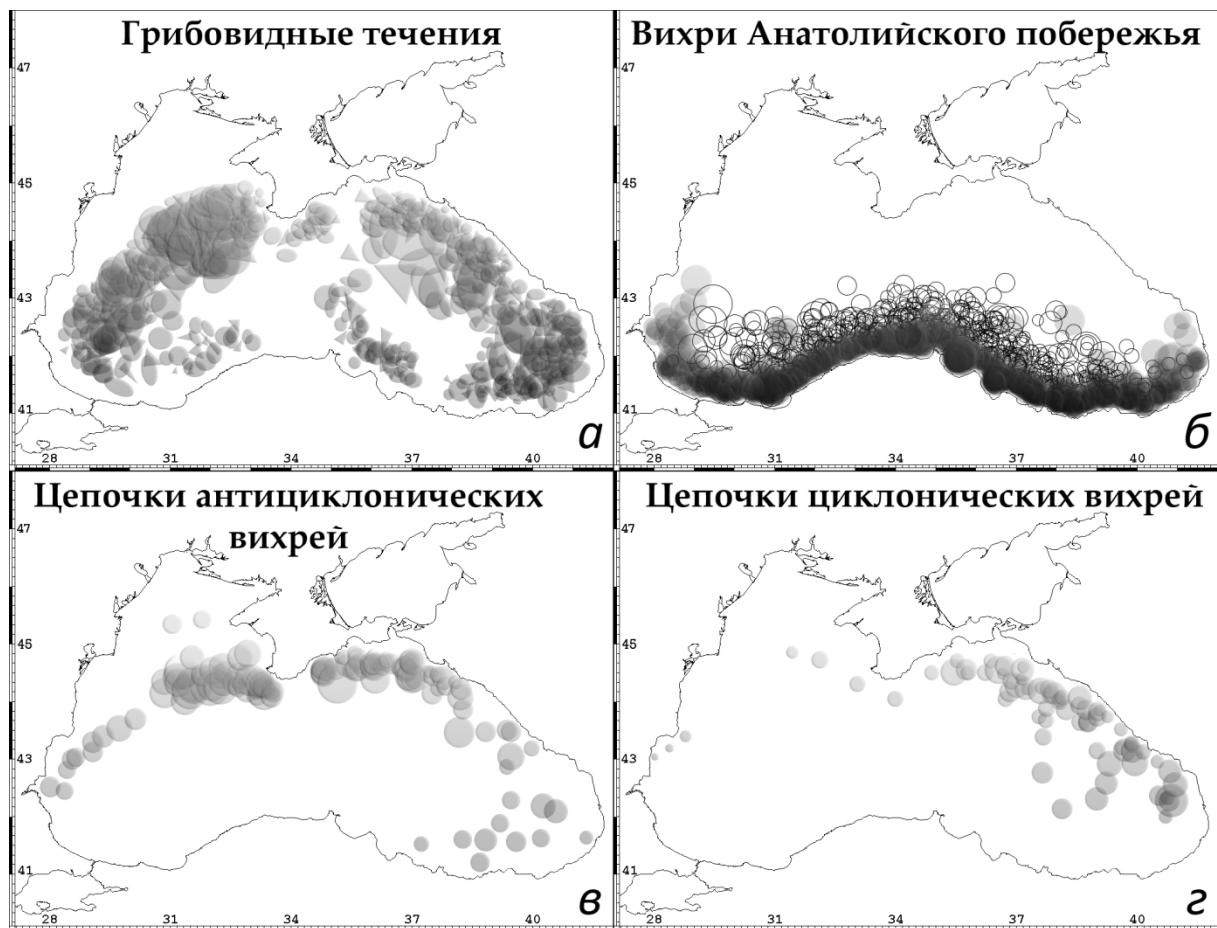 Грибовидные течения
Вихри Анатолийского побережья
47
47
45
45
43
43
41
41
а
б
28 31 34 37 40
28 31 34 37 40
Цепочки антициклонических
вихрей
Цепочки циклонических вихрей
47
47
45
45
43
43
41
41
в
г
28 31 34 37 40
28 31 34 37 40